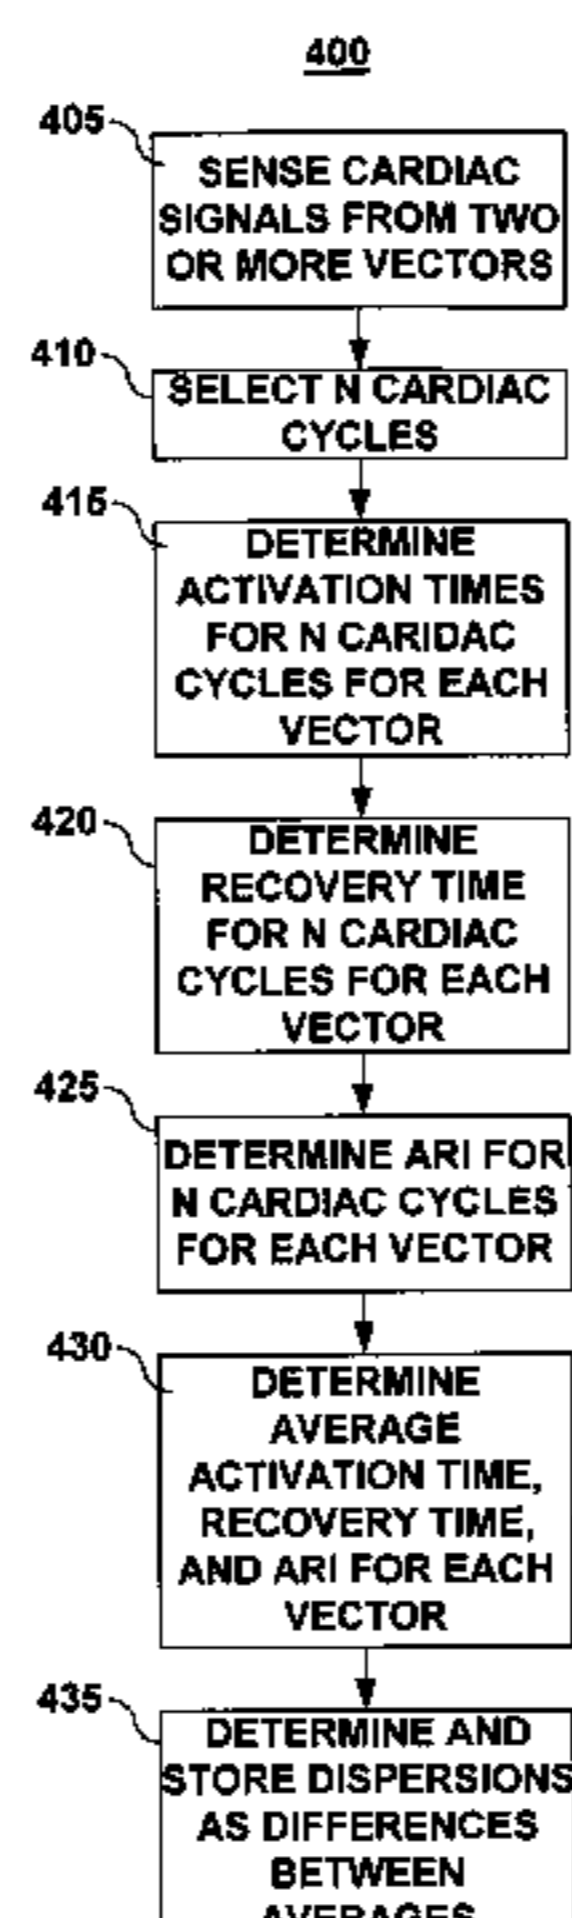 400
405
SENSE CARDIAC
SIGNALS FROM TWO
OR MORE VECTORS
410
SELECT N CARDIAC
CYCLES
415
DETERMINE
ACTIVATION TIMES
FOR N CARIDAC
CYCLES FOR EACH
VECTOR
420
DETERMINE
RECOVERY TIME
FOR N CARDIAC
CYCLES FOR EACH
VECTOR
425
DETERMINE ARI FOR
N CARDIAC CYCLES
FOR EACH VECTOR
430
DETERMINE
AVERAGE
ACTIVATION TIME,
RECOVERY TIME,
AND ARI FOR EACH
VECTOR
435
DETERMINE AND
STORE DISPERSIONS
AS DIFFERENCES
BETWEEN
AVERAGES